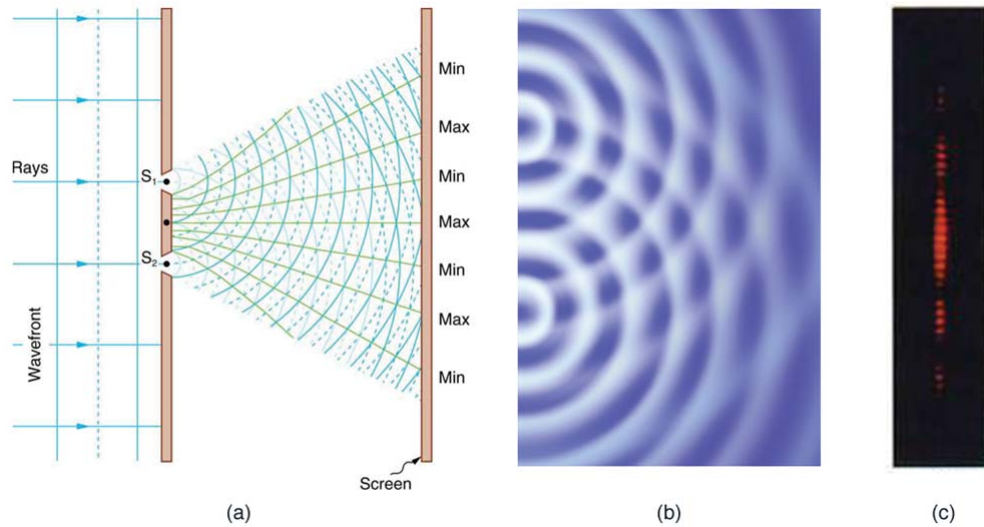 Min
Max
Rays
S1
Min
Max
S2
Min
Wavefront
Max
Min
Screen
(a)
(b)
(c)